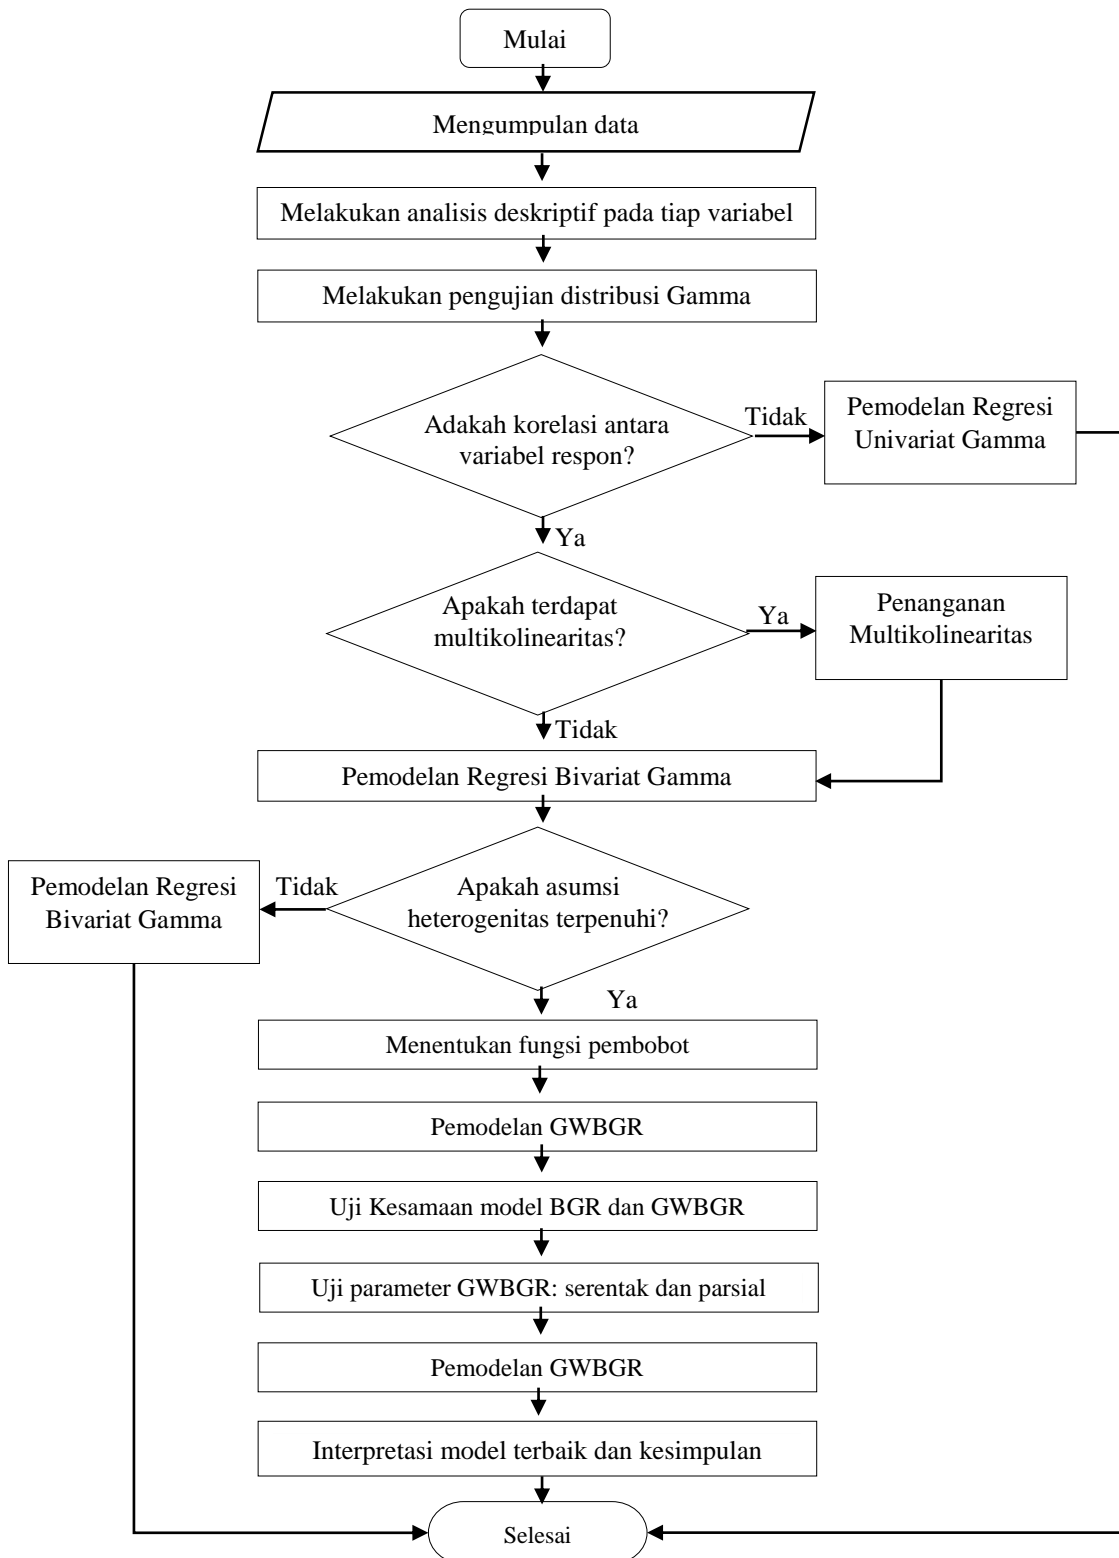 Mulai
Mengumpulan data
Melakukan analisis deskriptif pada tiap variabel
Melakukan pengujian distribusi Gamma
Adakah korelasi antara
variabel respon?
Tidak
Pemodelan Regresi
Univariat Gamma
Ya
Apakah terdapat
multikolinearitas?
Ya
Penanganan
Multikolinearitas
Tidak
Pemodelan Regresi Bivariat Gamma
Apakah asumsi
heterogenitas terpenuhi?
Tidak
Pemodelan Regresi
Bivariat Gamma
Ya
Menentukan fungsi pembobot
Pemodelan GWBGR
Uji Kesamaan model BGR dan GWBGR
Uji parameter GWBGR: serentak dan parsial
Pemodelan GWBGR
Interpretasi model terbaik dan kesimpulan
Selesai